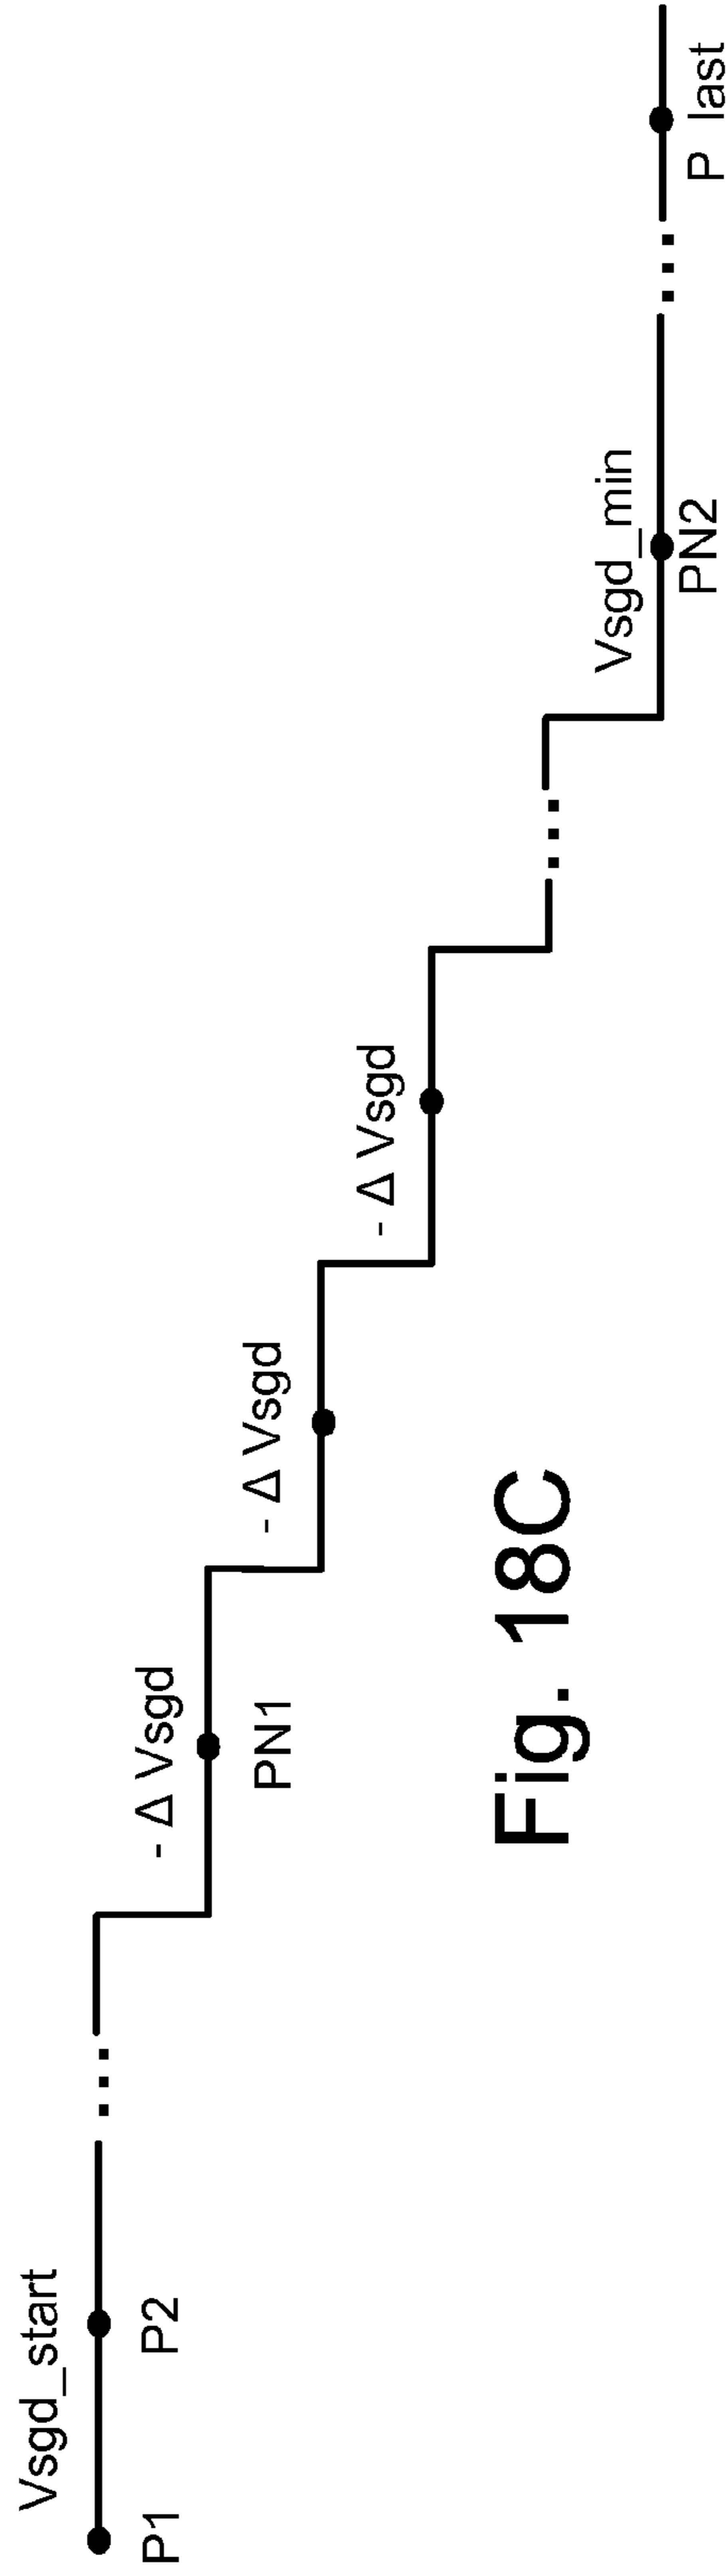 Vsgd_start
P1
P2
- Δ Vsgd
PN1
- Δ Vsgd
- Δ Vsgd
Vsgd_min
PN2
P_last
Fig. 18C